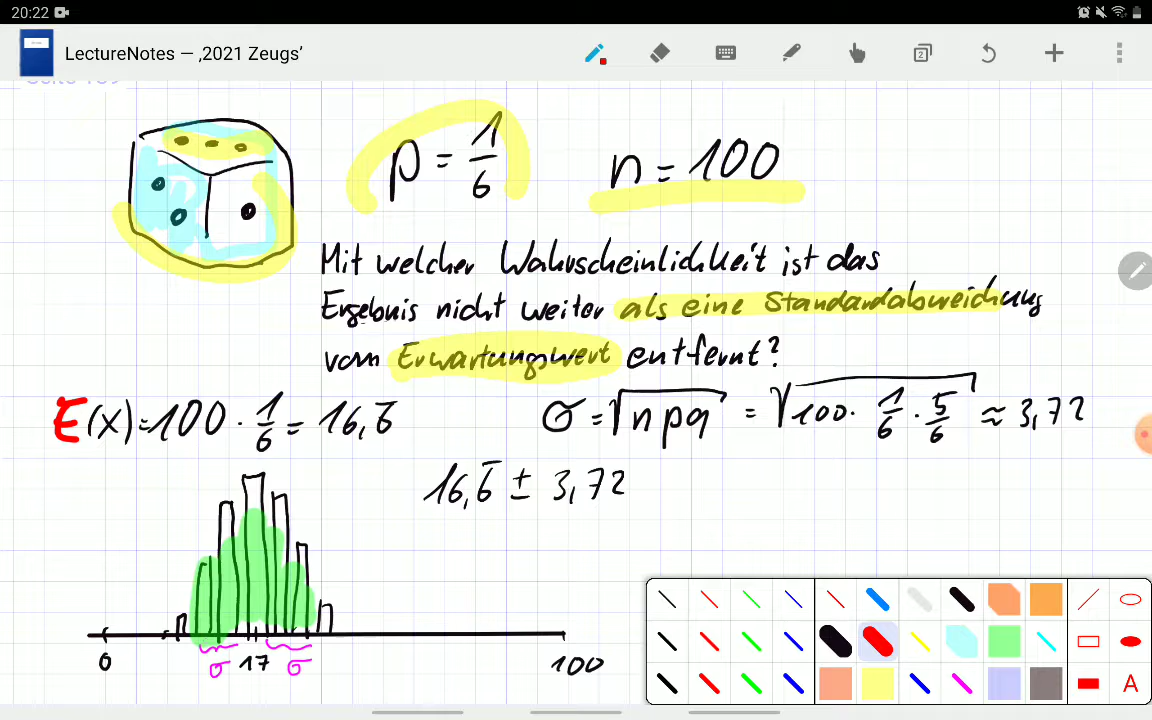 20:22
LectureNotes — ‚2021 Zeugs'
p = 1/6
n = 100
Mit welcher Wahrscheinlichkeit ist das
Ergebnis nicht weiter als eine Standardabweichung
vom Erwartungswert entfernt?
E(X) = 100 · 1/6 = 16,6̅
σ = √npq = √100 · 1/6 · 5/6 ≈ 3,72
16,6̅ ± 3,72
0 σ 17 σ 100
2
A